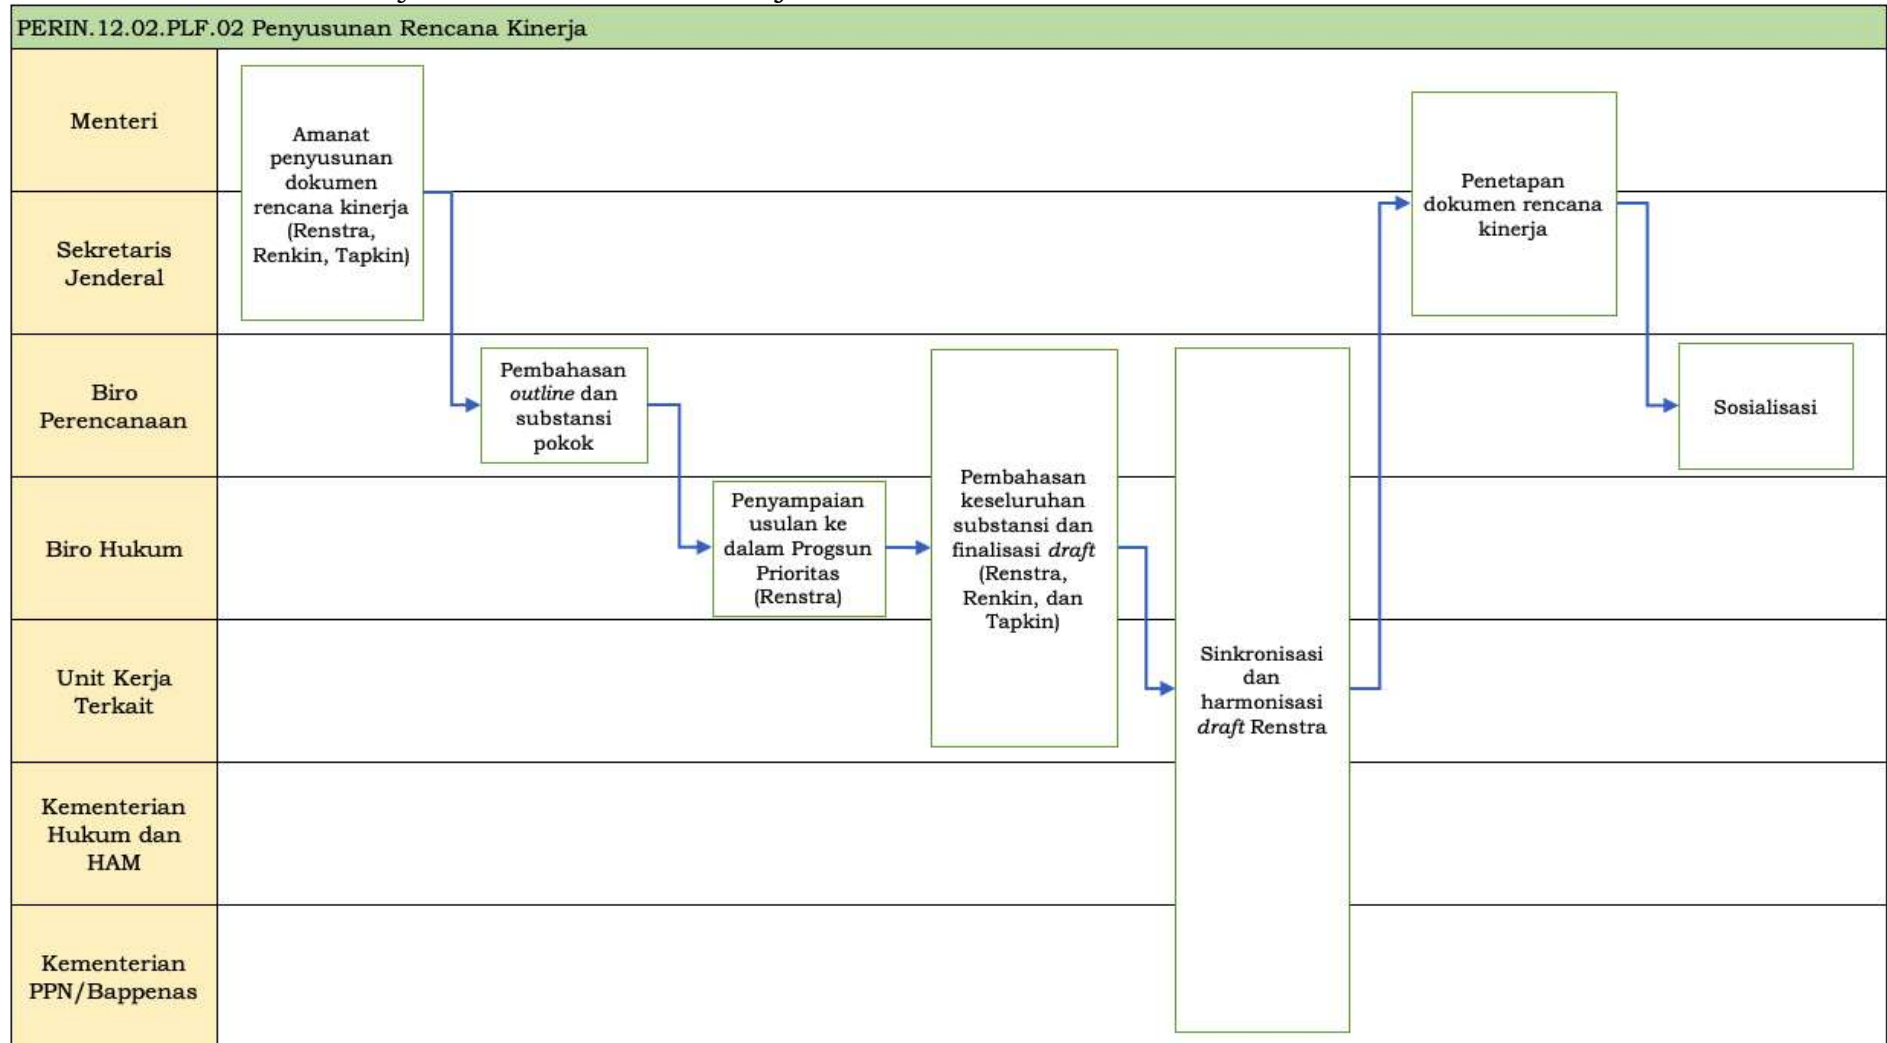 PERIN.12.02.PLF.02 Penyusunan Rencana Kinerja
Menteri
Sekretaris
Jenderal
Biro
Perencanaan
Biro Hukum
Unit Kerja
Terkait
Kementerian
Hukum dan
HAM
Kementerian
PPN/Bappenas
Amanat
penyusunan
dokumen
rencana kinerja
(Renstra,
Renkin, Tapkin)
Pembahasan
outline dan
substansi
pokok
Penyampaian
usulan ke
dalam Progsun
Prioritas
(Renstra)
Pembahasan
keseluruhan
substansi dan
finalisasi draft
(Renstra,
Renkin, dan
Tapkin)
Sinkronisasi
dan
harmonisasi
draft Renstra
Penetapan
dokumen rencana
kinerja
Sosialisasi